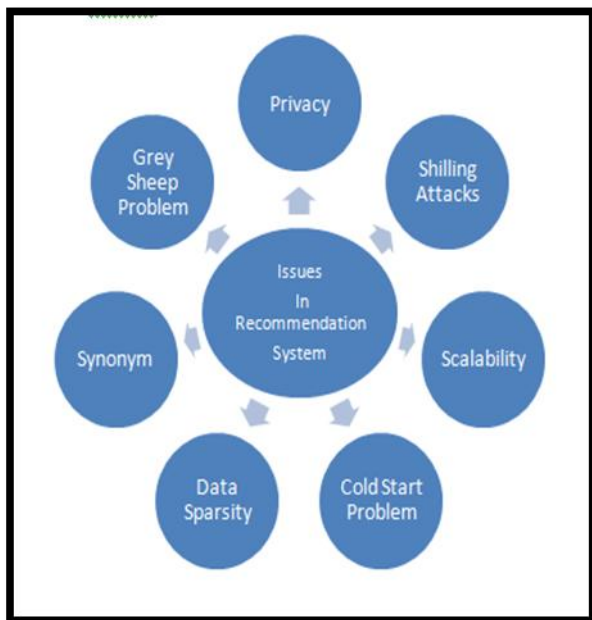 Privacy
Grey
Sheep
Problem
Shilling
Attacks
Issues
In
Recommendation
System
Synonym
Scalability
Data
Sparsity
Cold Start
Problem